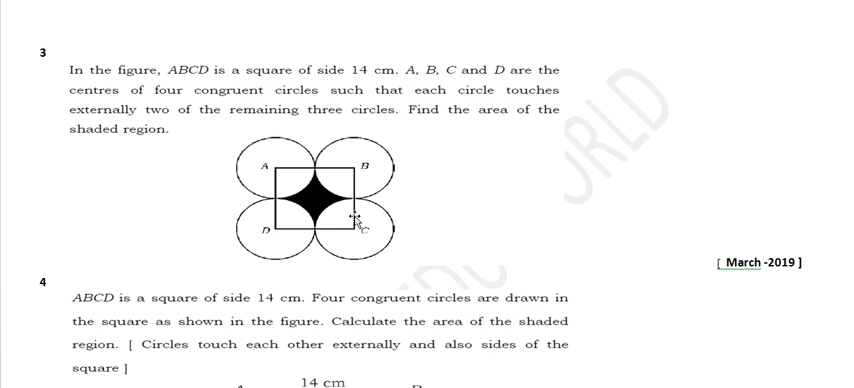 3
In the figure, ABCD is a square of side 14 cm. A, B, C and D are the
centres of four congruent circles such that each circle touches
externally two of the remaining three circles. Find the area of the
shaded region.
A B
D C
[ March -2019 ]
4
ABCD is a square of side 14 cm. Four congruent circles are drawn in
the square as shown in the figure. Calculate the area of the shaded
region. [ Circles touch each other externally and also sides of the
square ]
14 cm